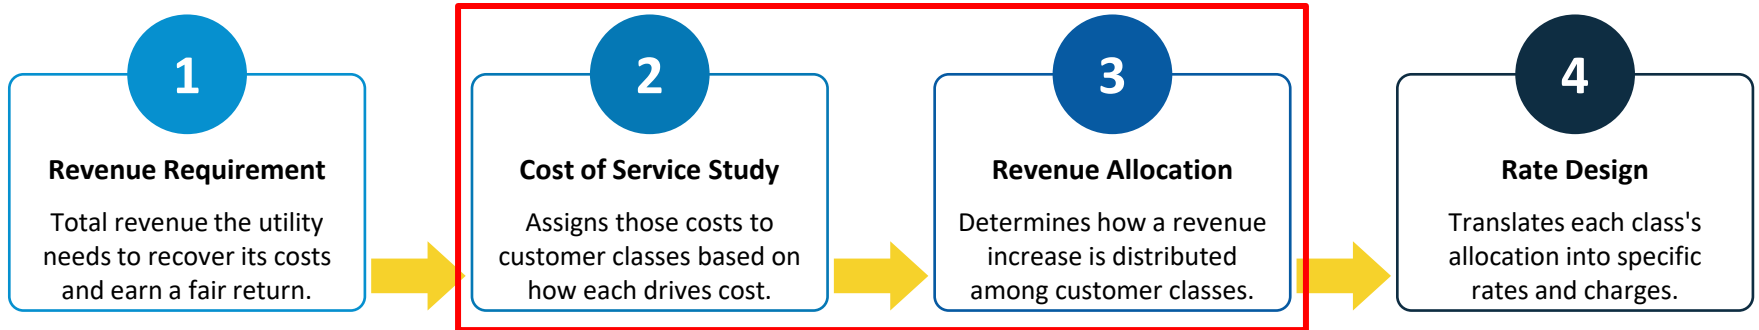 1
Revenue Requirement
Total revenue the utility
needs to recover its costs
and earn a fair return.
2
Cost of Service Study
Assigns those costs to
customer classes based on
how each drives cost.
3
Revenue Allocation
Determines how a revenue
increase is distributed
among customer classes.
4
Rate Design
Translates each class's
allocation into specific
rates and charges.